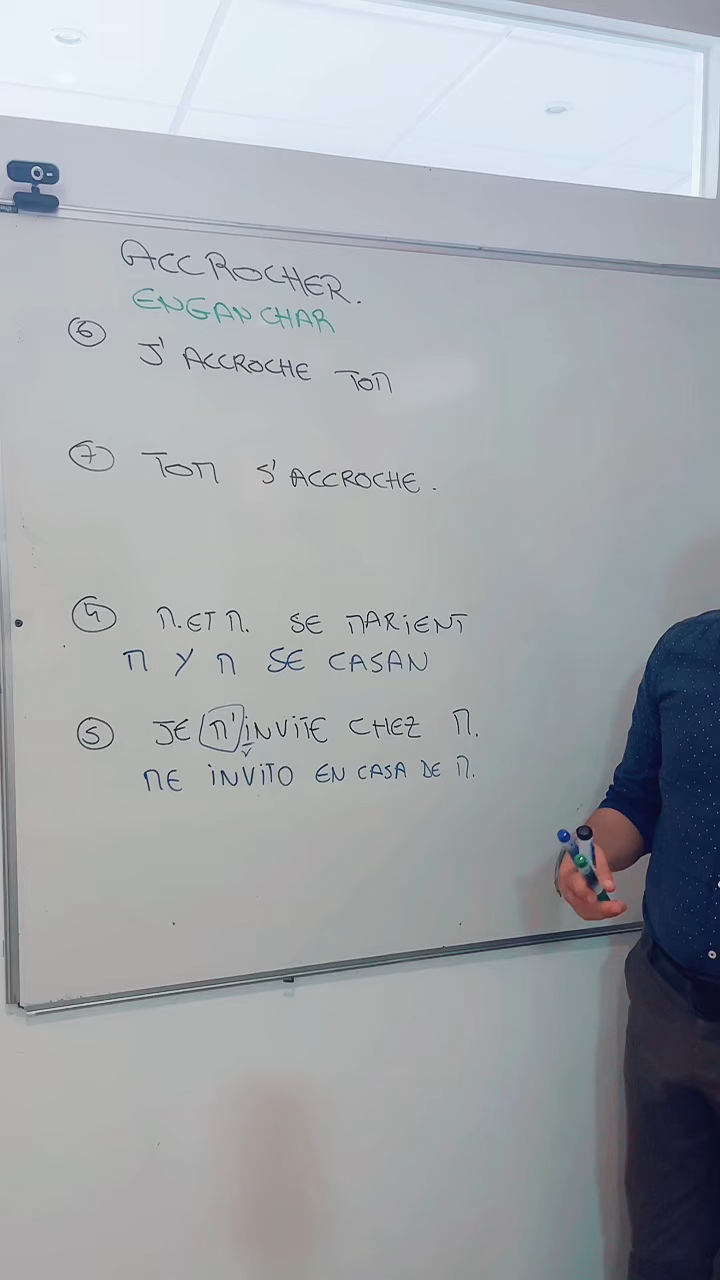 ACCROCHER.
ENGANCHAR
6 J'ACCROCHE TOM
7 TOM S'ACCROCHE.
4 M. ET M. SE MARIENT
M Y M SE CASAN
5 JE M'INVITE CHEZ M.
ME INVITO EN CASA DE M.